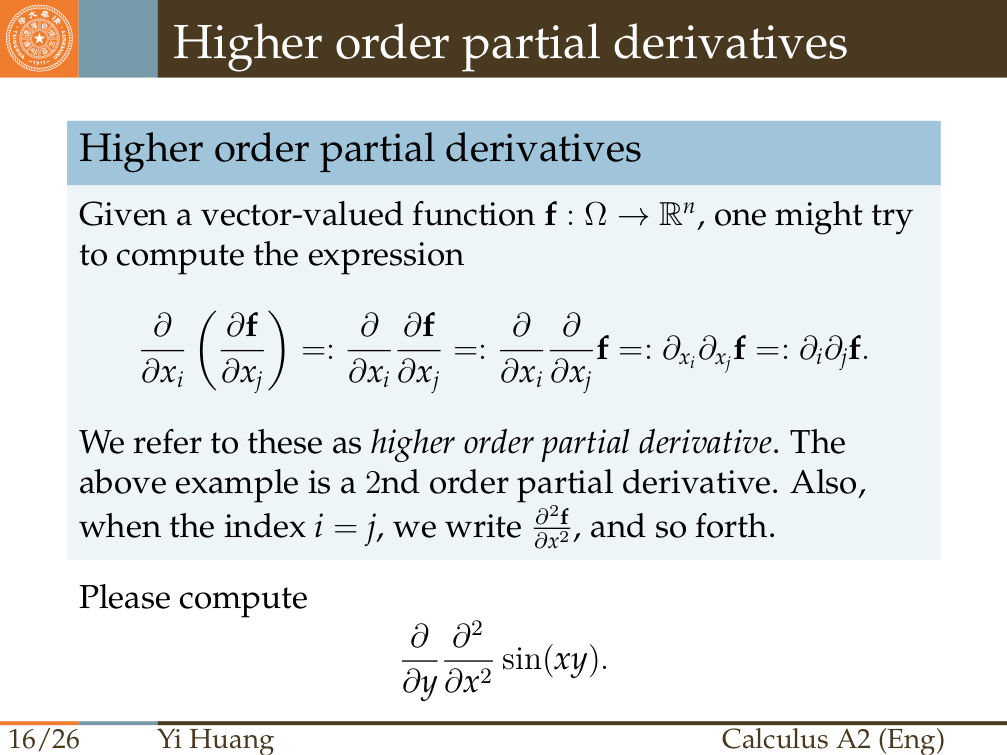 Higher order partial derivatives
Higher order partial derivatives
Given a vector-valued function f : Ω → ℝⁿ, one might try
to compute the expression
∂/∂xᵢ (∂f/∂xⱼ) =: ∂/∂xᵢ ∂f/∂xⱼ =: ∂/∂xᵢ ∂/∂xⱼ f =: ∂ₓᵢ∂ₓⱼf =: ∂ᵢ∂ⱼf.
We refer to these as higher order partial derivative. The
above example is a 2nd order partial derivative. Also,
when the index i = j, we write ∂²f/∂x², and so forth.
Please compute
∂/∂y ∂²/∂x² sin(xy).
16/26 Yi Huang Calculus A2 (Eng)